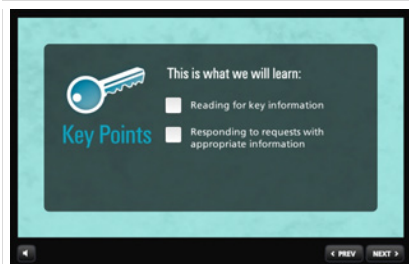 This is what we will learn:
Key Points
Reading for key information
Responding to requests with
appropriate information
< PREV
NEXT >